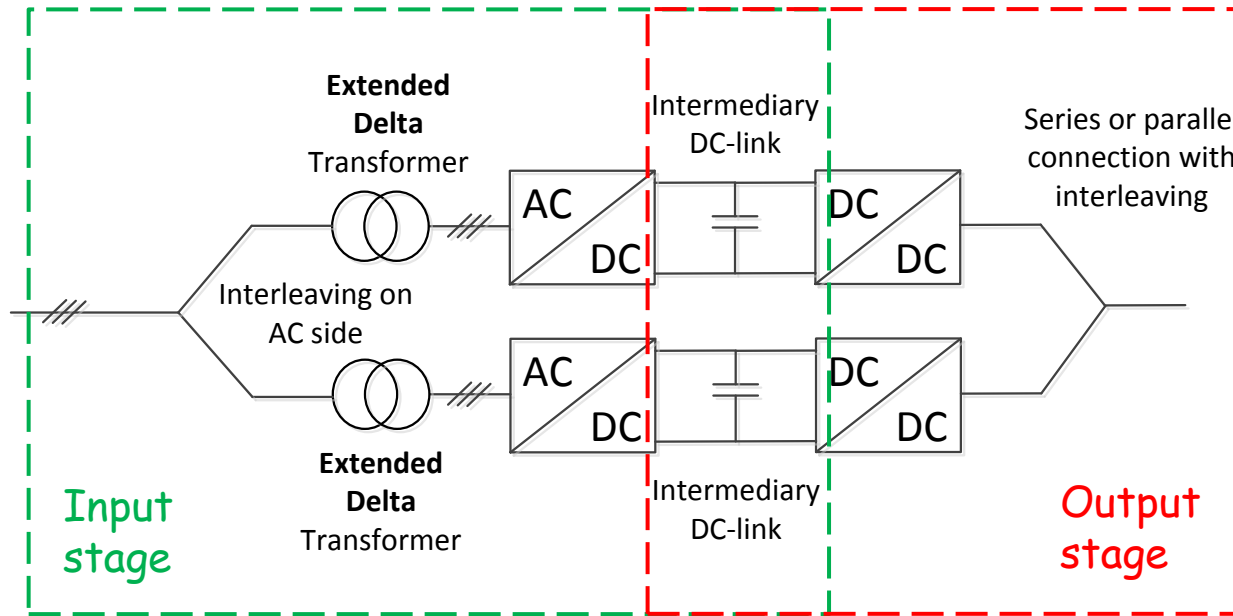 Extended
Delta
Transformer
Intermediary
DC-link
Series or paralle
connection with
interleaving
AC
DC
DC
DC
Interleaving on
AC side
AC
DC
DC
DC
Extended
Delta
Transformer
Intermediary
DC-link
Input
stage
Output
stage